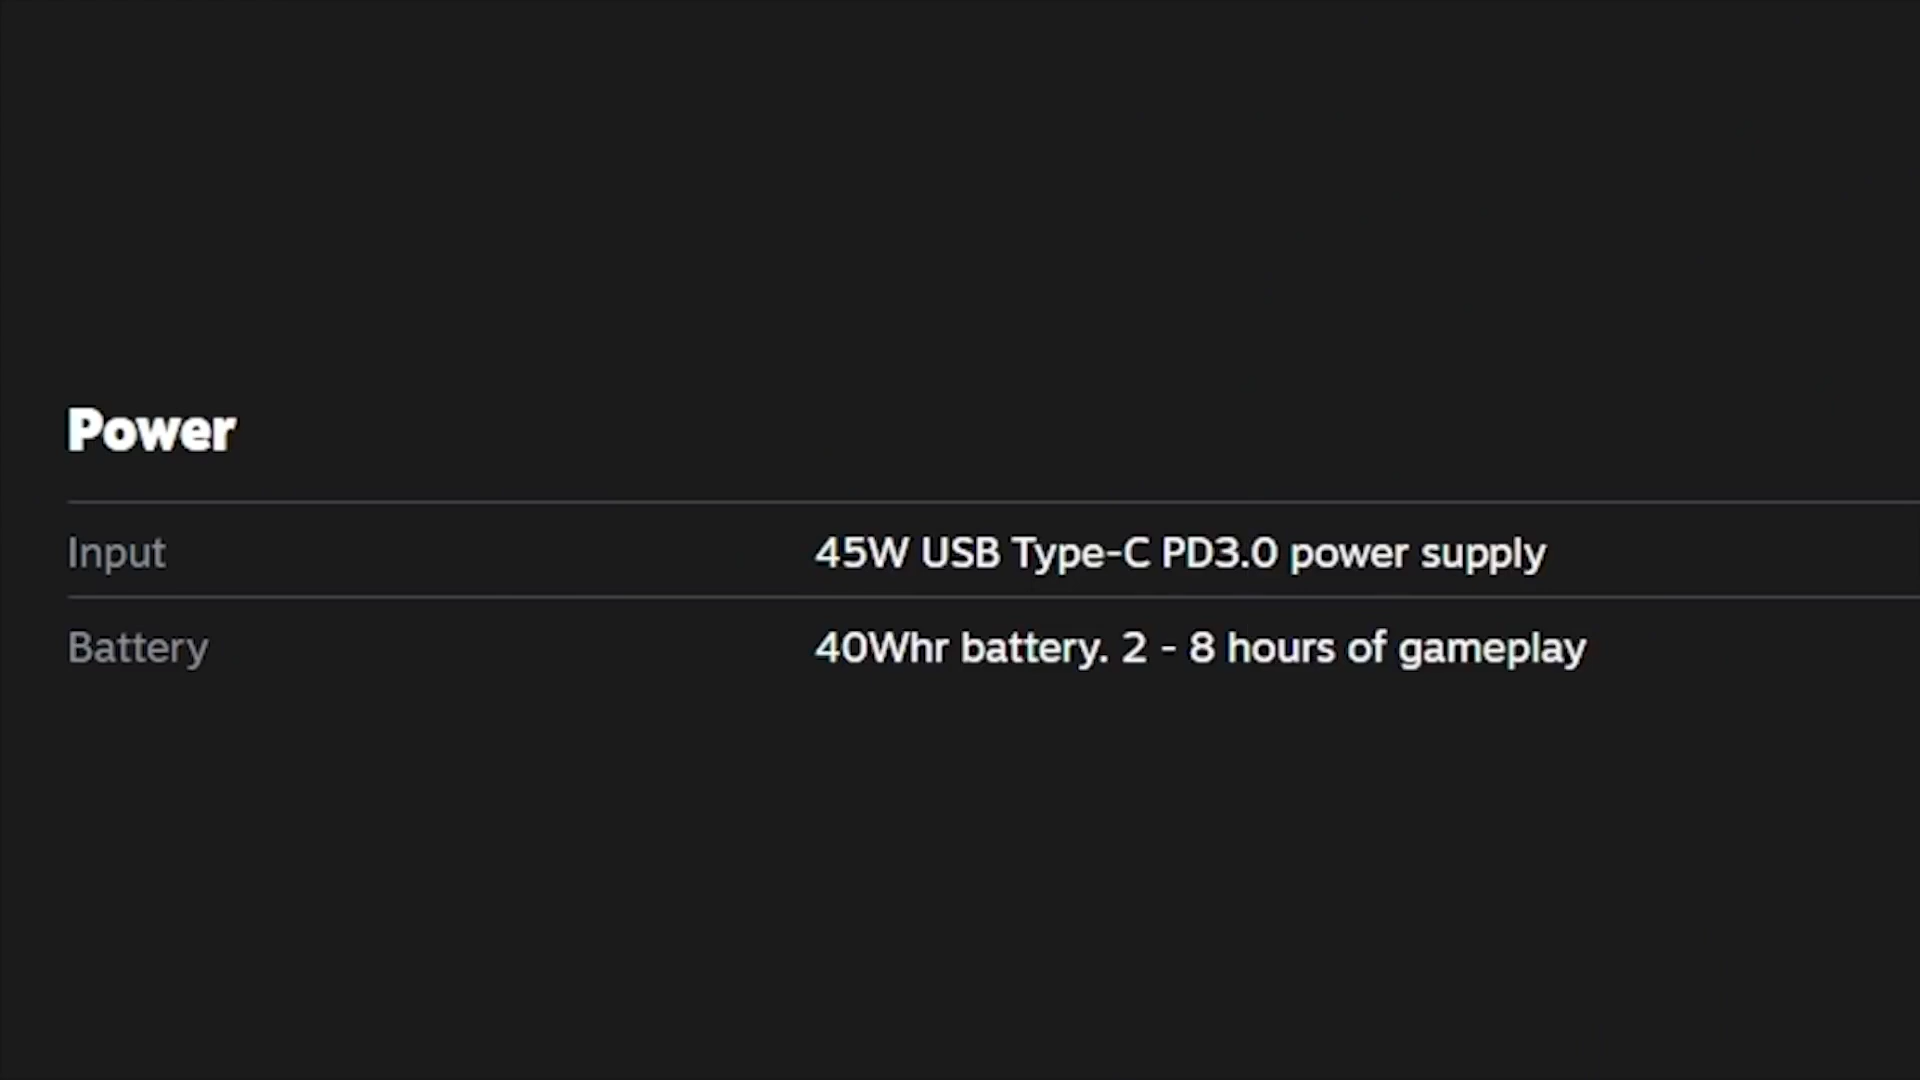 Power
Input 45W USB Type-C PD3.0 power supply
Battery 40Whr battery. 2 - 8 hours of gameplay